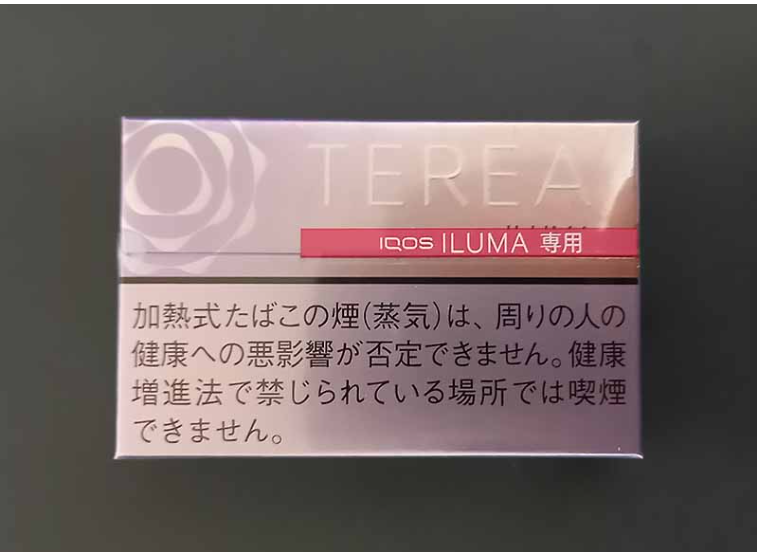 TEREA
IQOS ILUMA 専用
加熱式たばこの煙(蒸気)は、周りの人の
健康への悪影響が否定できません。健康
増進法で禁じられている場所では喫煙
できません。